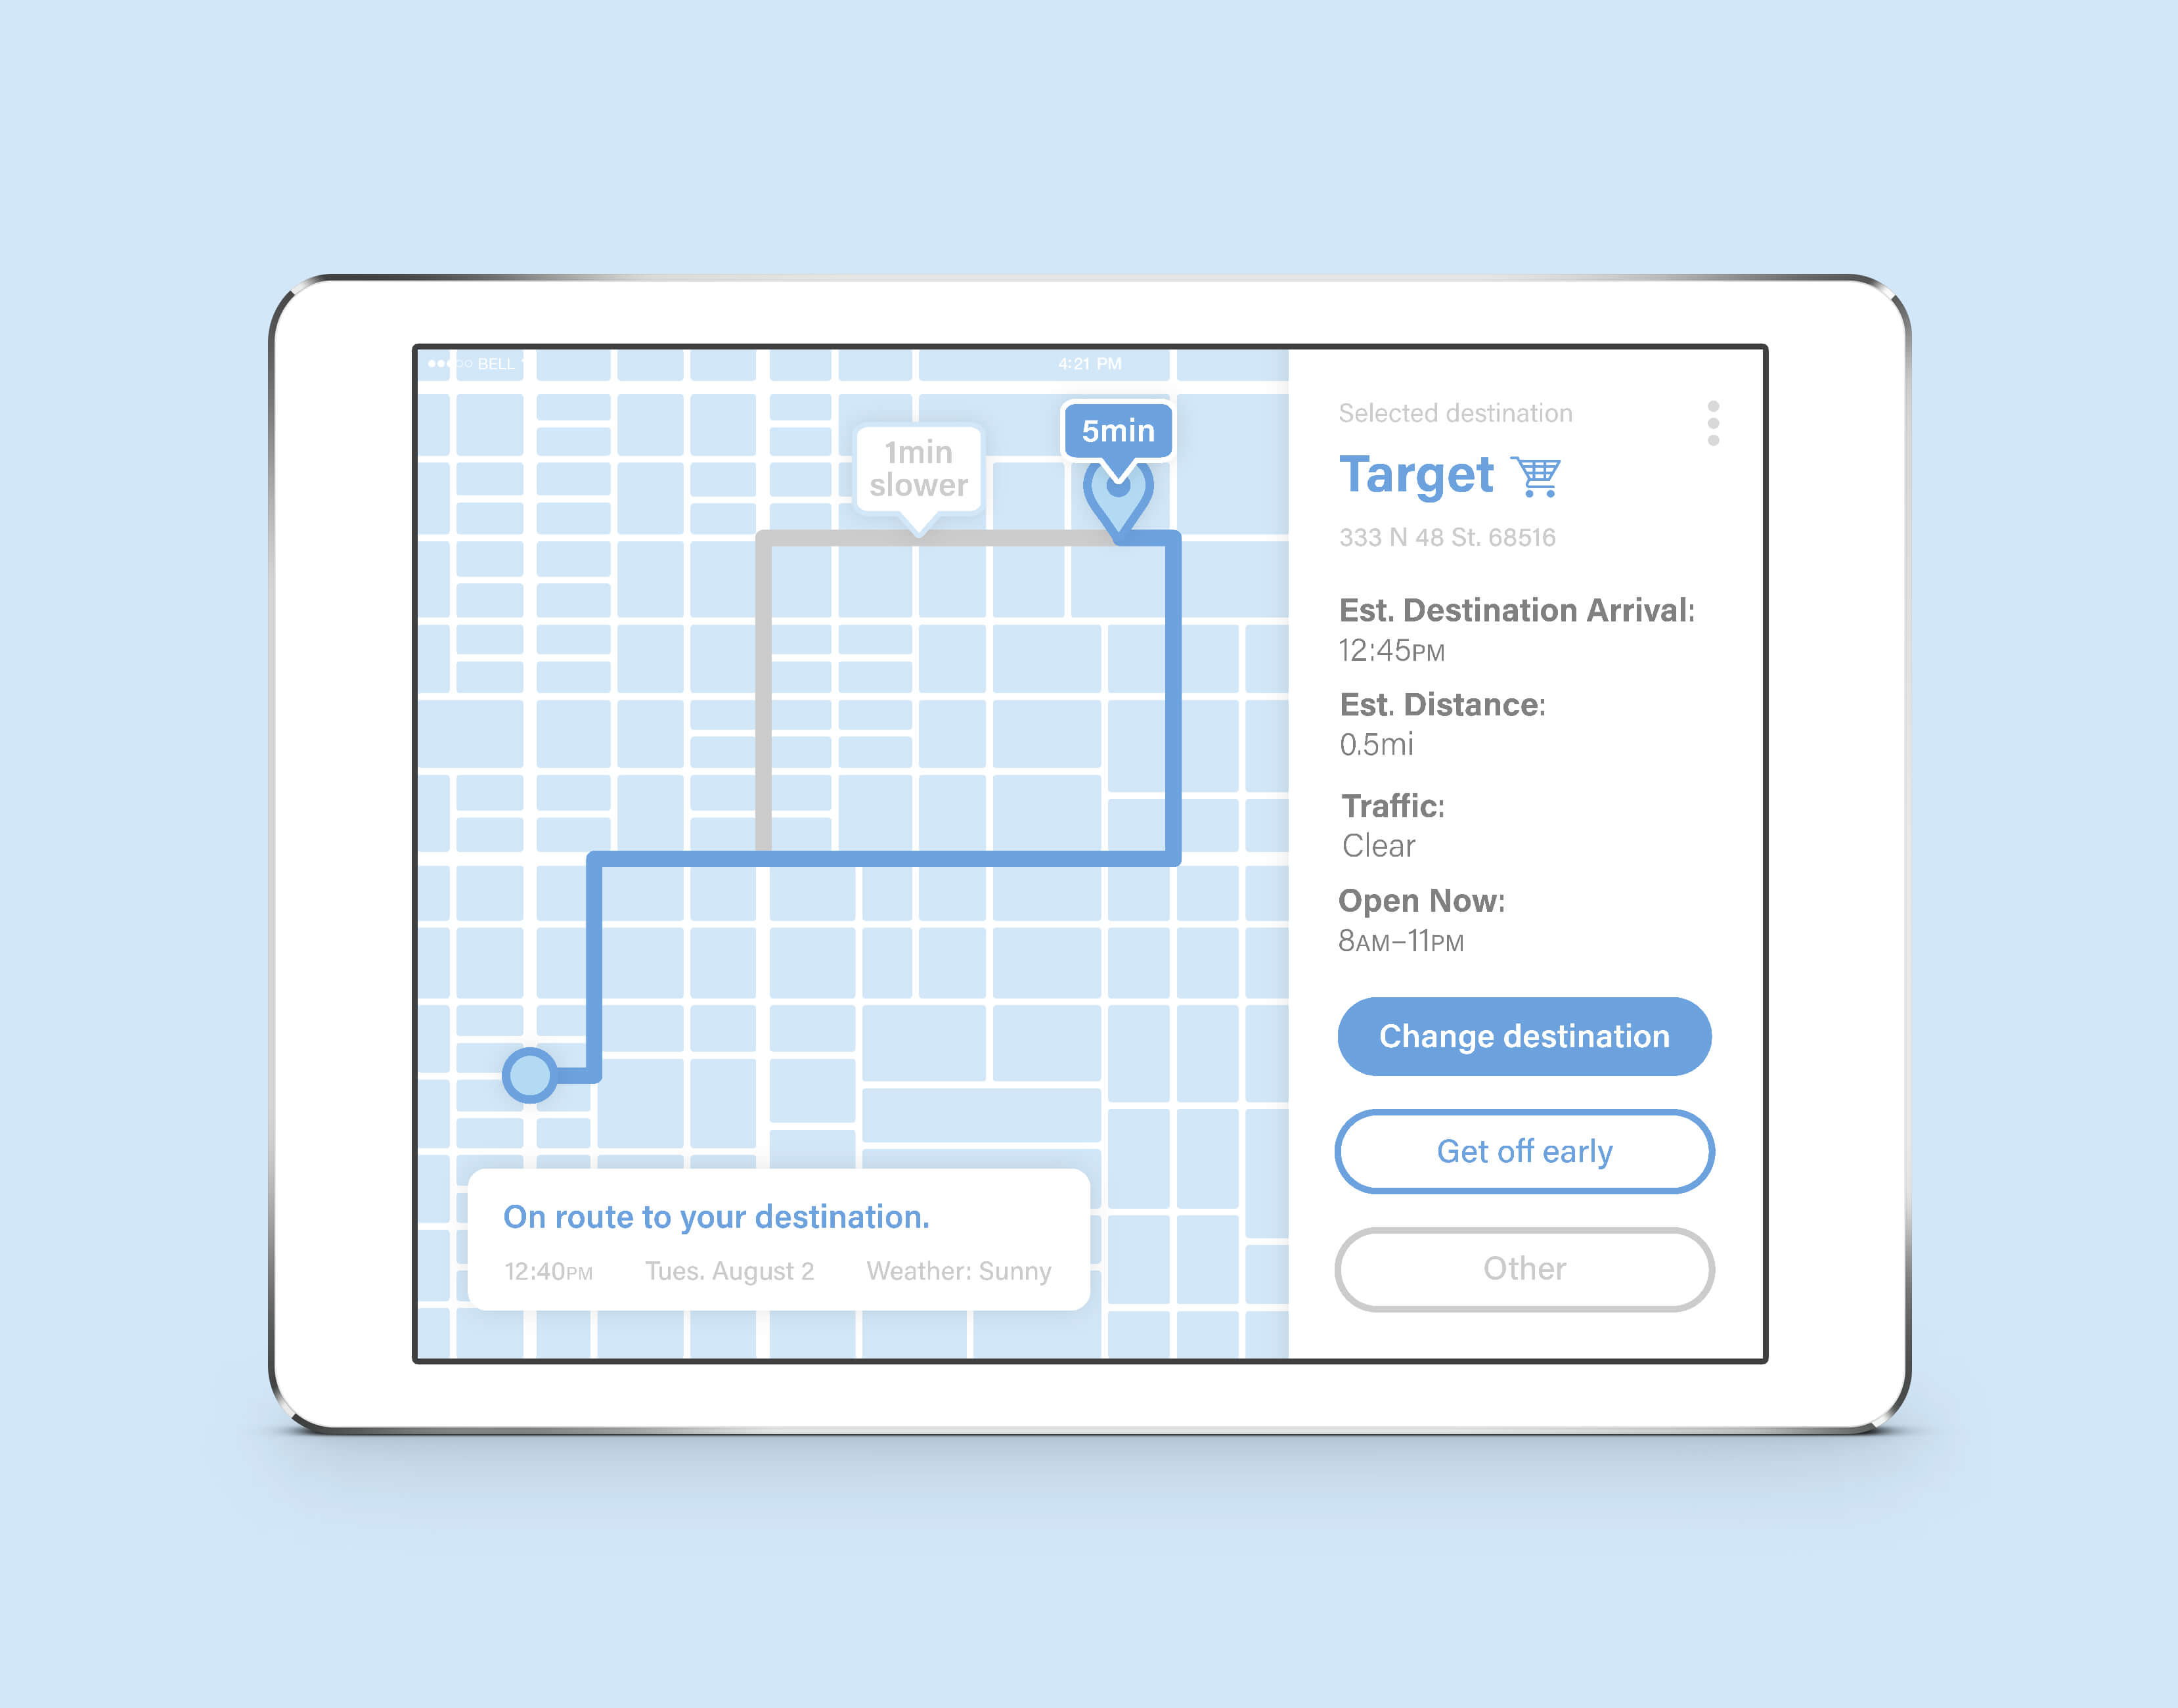 BELL
4:21 PM
5min
1min
slower
On route to your destination.
12:40PM Tues. August 2 Weather: Sunny
Selected destination
Target
333 N 48 St. 68516
Est. Destination Arrival:
12:45PM
Est. Distance:
0.5mi
Traffic:
Clear
Open Now:
8AM–11PM
Change destination
Get off early
Other